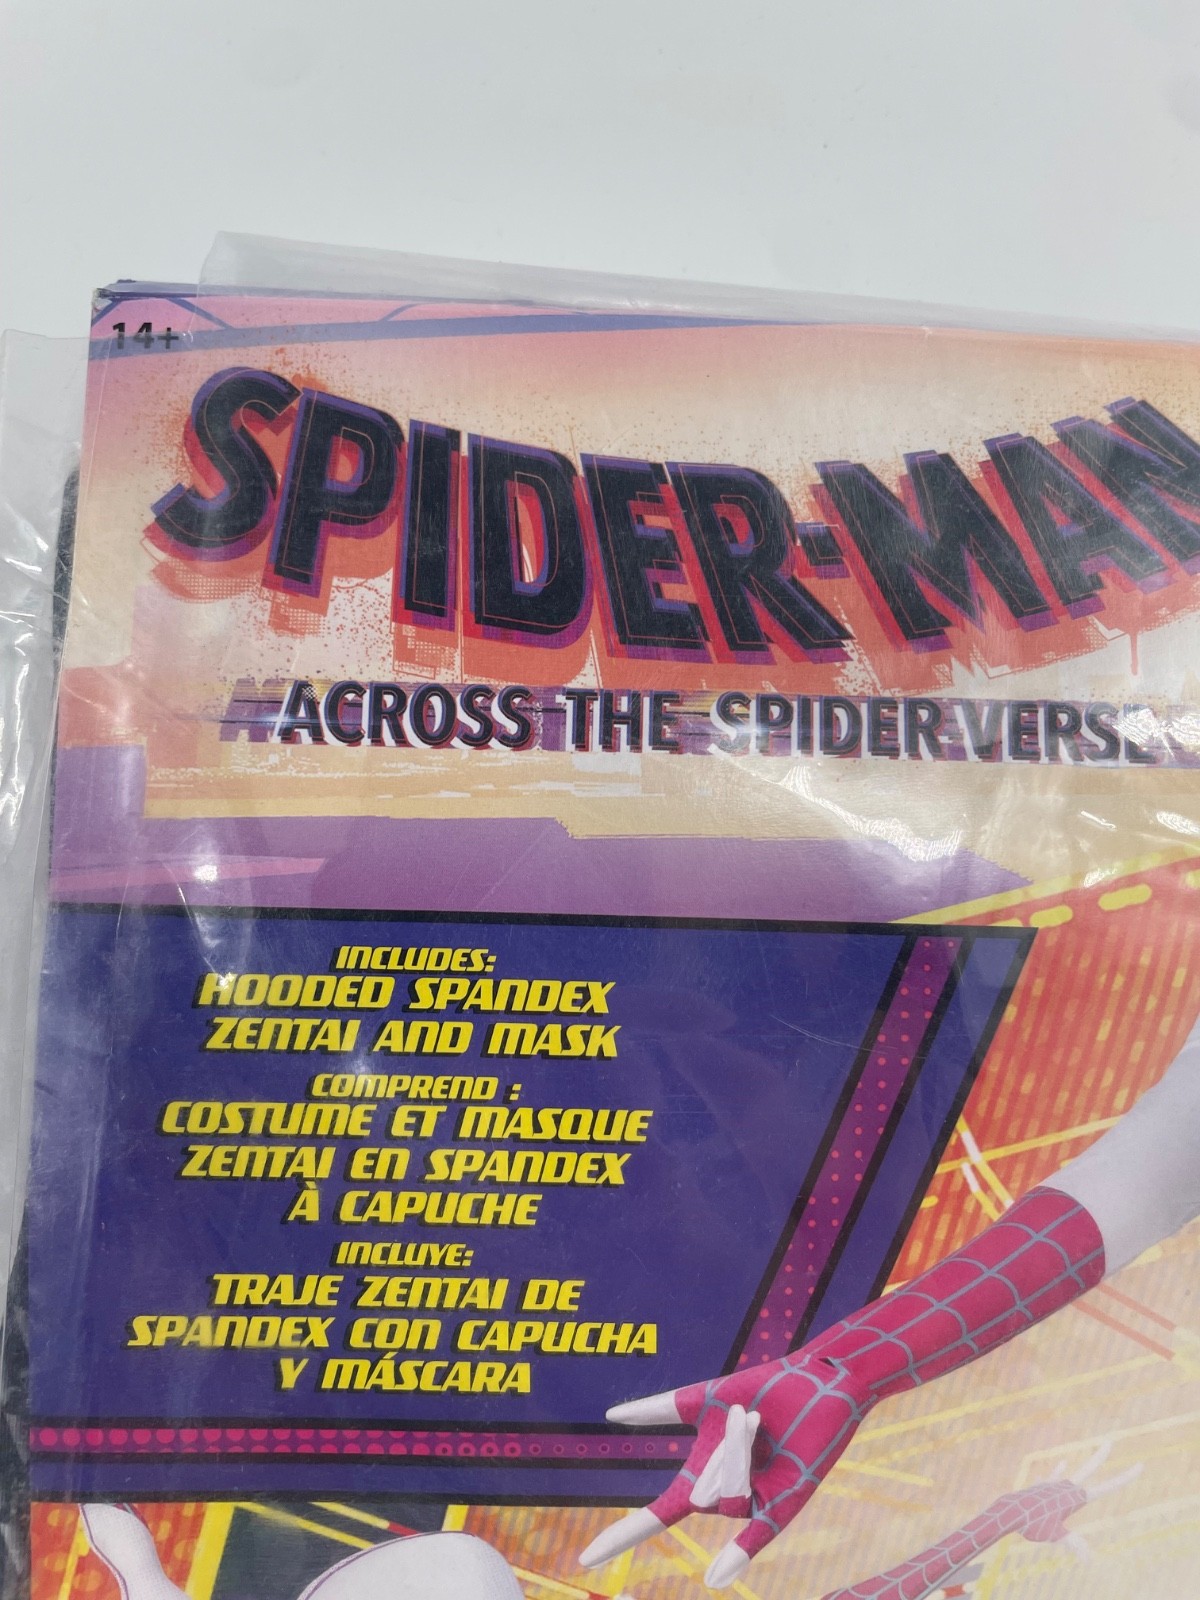 14+
SPIDER-MAN
ACROSS THE SPIDER-VERSE
INCLUDES:
HOODED SPANDEX
ZENTAI AND MASK
COMPREND :
COSTUME ET MASQUE
ZENTAI EN SPANDEX
À CAPUCHE
INCLUYE:
TRAJE ZENTAI DE
SPANDEX CON CAPUCHA
Y MÁSCARA